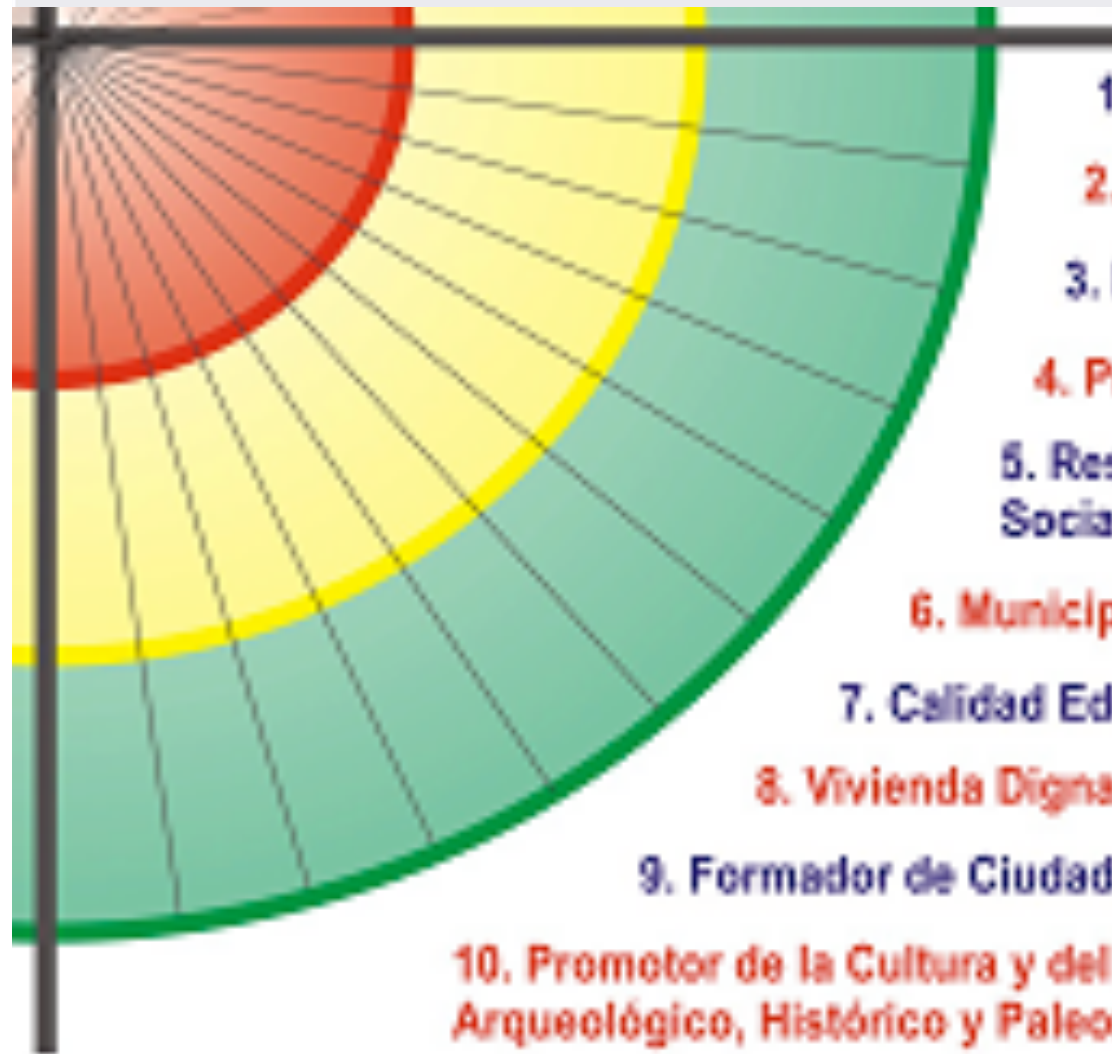 1
2.
3.
4. P
5. Res
Socia
6. Municip
7. Calidad Ed
8. Vivienda Digna
9. Formador de Ciudad
10. Promotor de la Cultura y del
Arqueológico, Histórico y Paleo